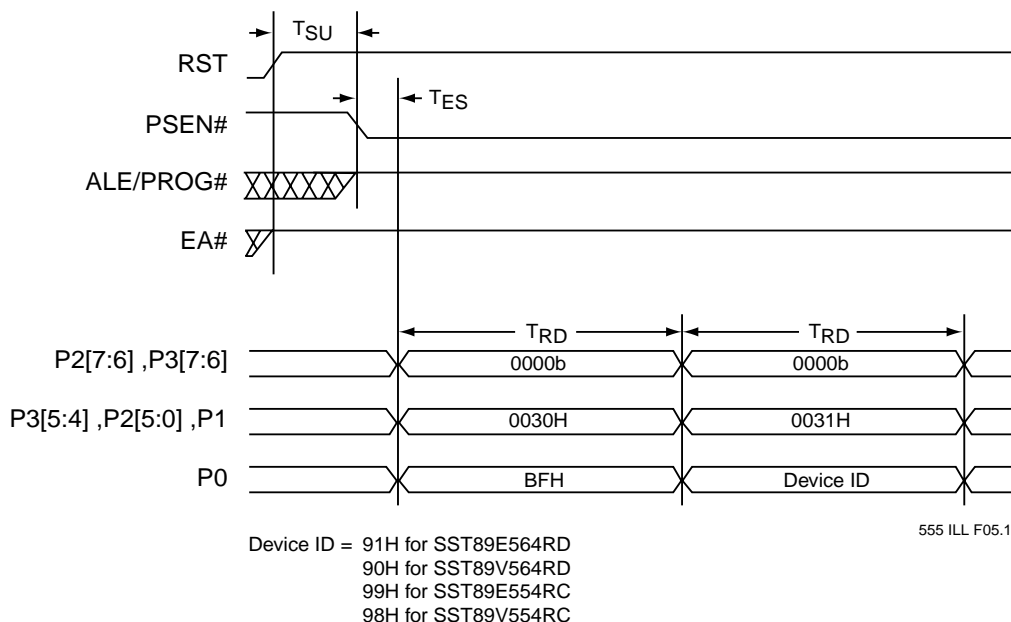 TSU
RST
TES
PSEN#
ALE/PROG#
EA#
TRD TRD
P2[7:6] ,P3[7:6] 0000b 0000b
P3[5:4] ,P2[5:0] ,P1 0030H 0031H
P0 BFH Device ID
555 ILL F05.1
Device ID = 91H for SST89E564RD
90H for SST89V564RD
99H for SST89E554RC
98H for SST89V554RC